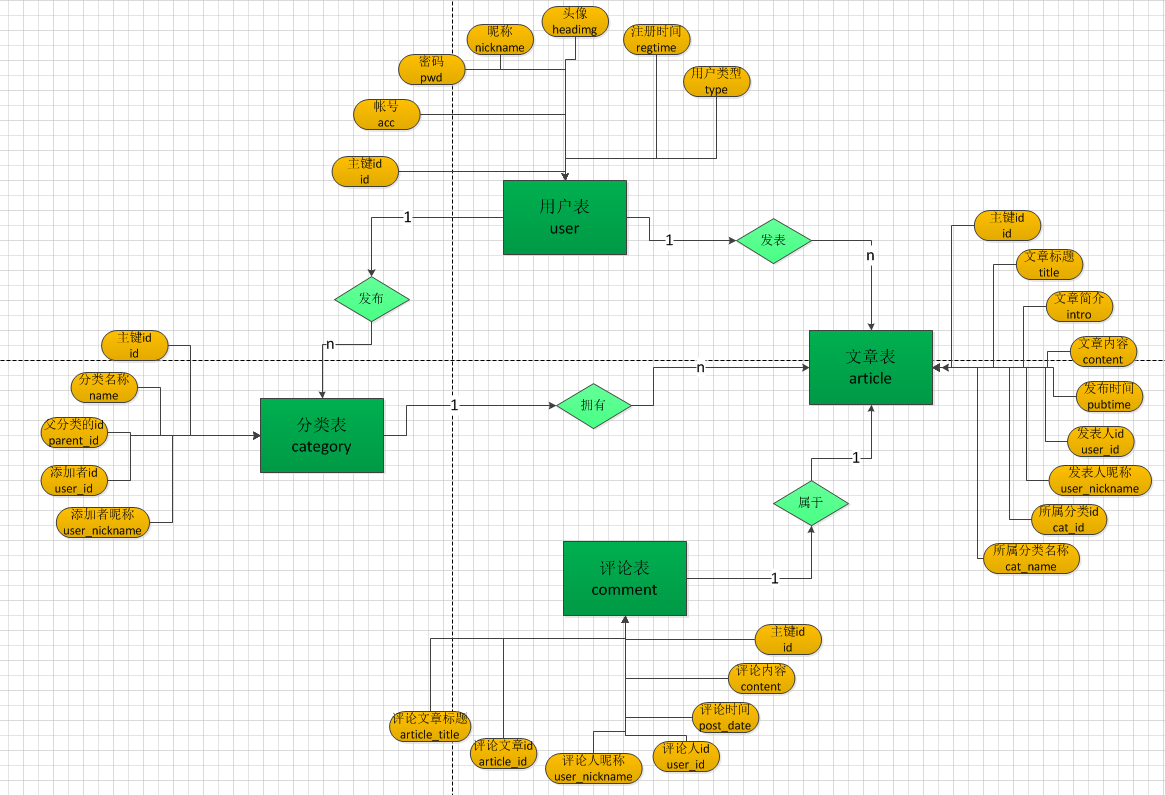 头像
headimg
昵称
nickname
注册时间
regtime
密码
pwd
用户类型
type
帐号
acc
主键id
id
用户表
user
1
1
发表
n
发布
n
主键id
id
文章标题
title
文章简介
intro
文章内容
content
发布时间
pubtime
发表人id
user_id
发表人昵称
user_nickname
所属分类id
cat_id
所属分类名称
cat_name
文章表
article
主键id
id
分类名称
name
父分类的id
parent_id
添加者id
user_id
添加者昵称
user_nickname
分类表
category
1
拥有
n
1
属于
1
评论表
comment
主键id
id
评论内容
content
评论时间
post_date
评论人id
user_id
评论人昵称
user_nickname
评论文章id
article_id
评论文章标题
article_title